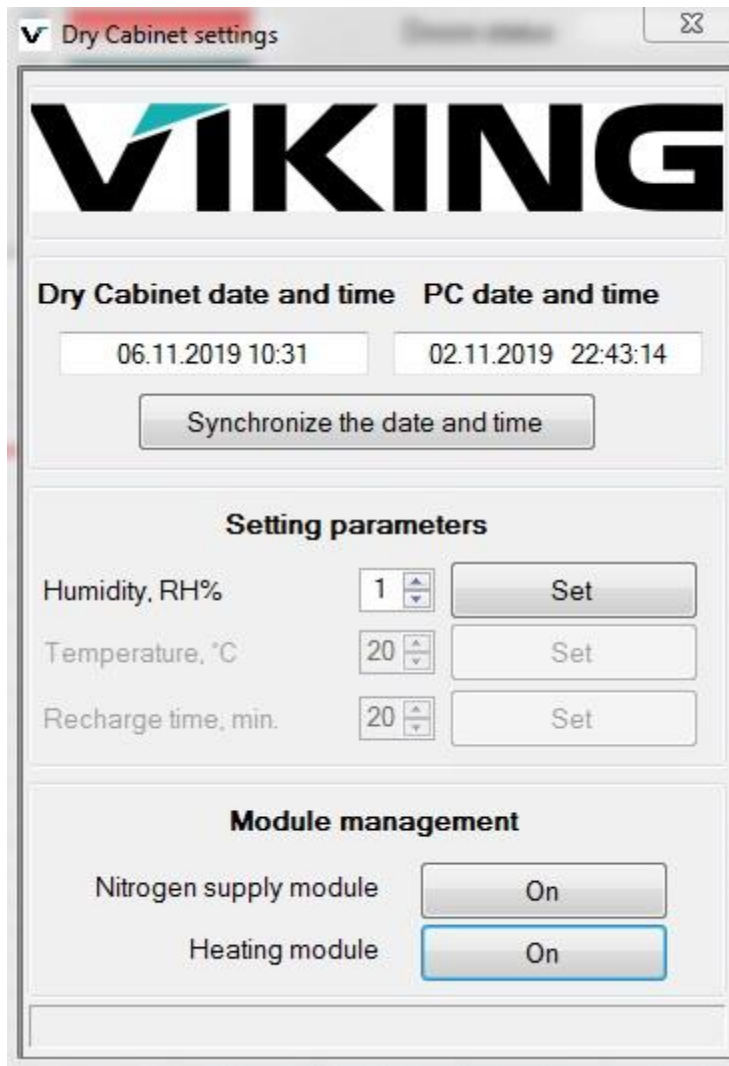 Dry Cabinet settings
VIKING
Dry Cabinet date and time PC date and time
06.11.2019 10:31 02.11.2019 22:43:14
Synchronize the date and time
Setting parameters
Humidity, RH% 1 Set
Temperature, °C 20 Set
Recharge time, min. 20 Set
Module management
Nitrogen supply module On
Heating module On